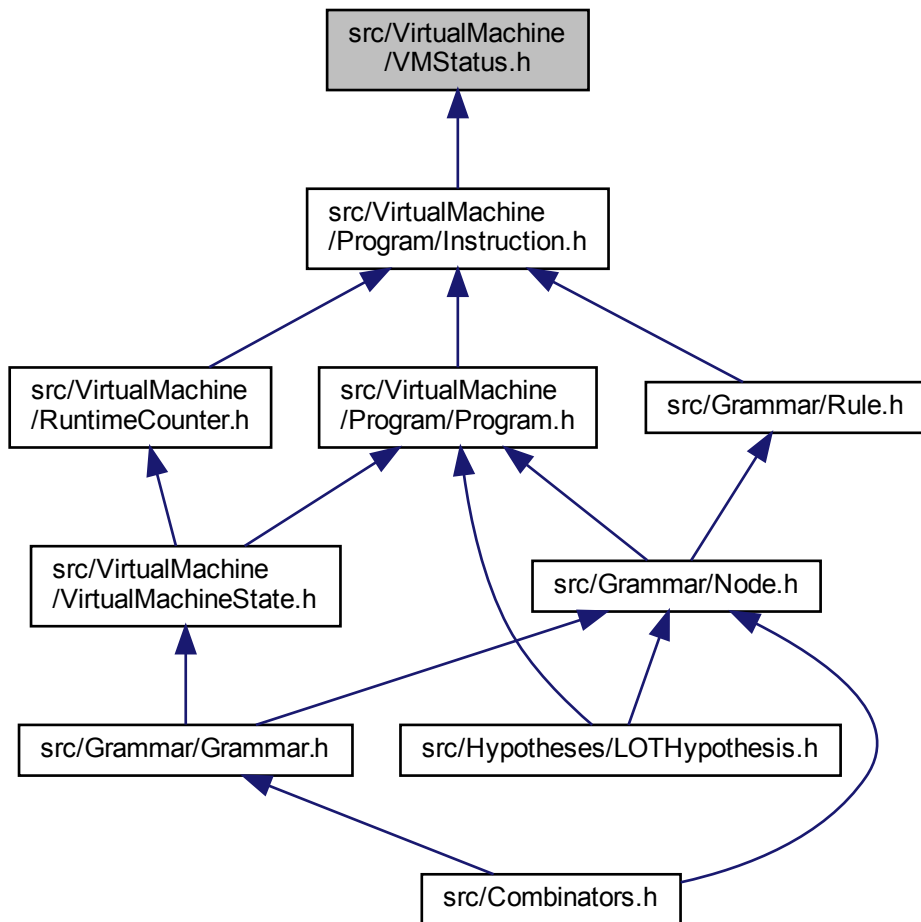 src/VirtualMachine
/VMStatus.h
src/VirtualMachine
/Program/Instruction.h
src/VirtualMachine
/RuntimeCounter.h
src/VirtualMachine
/Program/Program.h
src/Grammar/Rule.h
src/VirtualMachine
/VirtualMachineState.h
src/Grammar/Node.h
src/Grammar/Grammar.h
src/Hypotheses/LOTHypothesis.h
src/Combinators.h